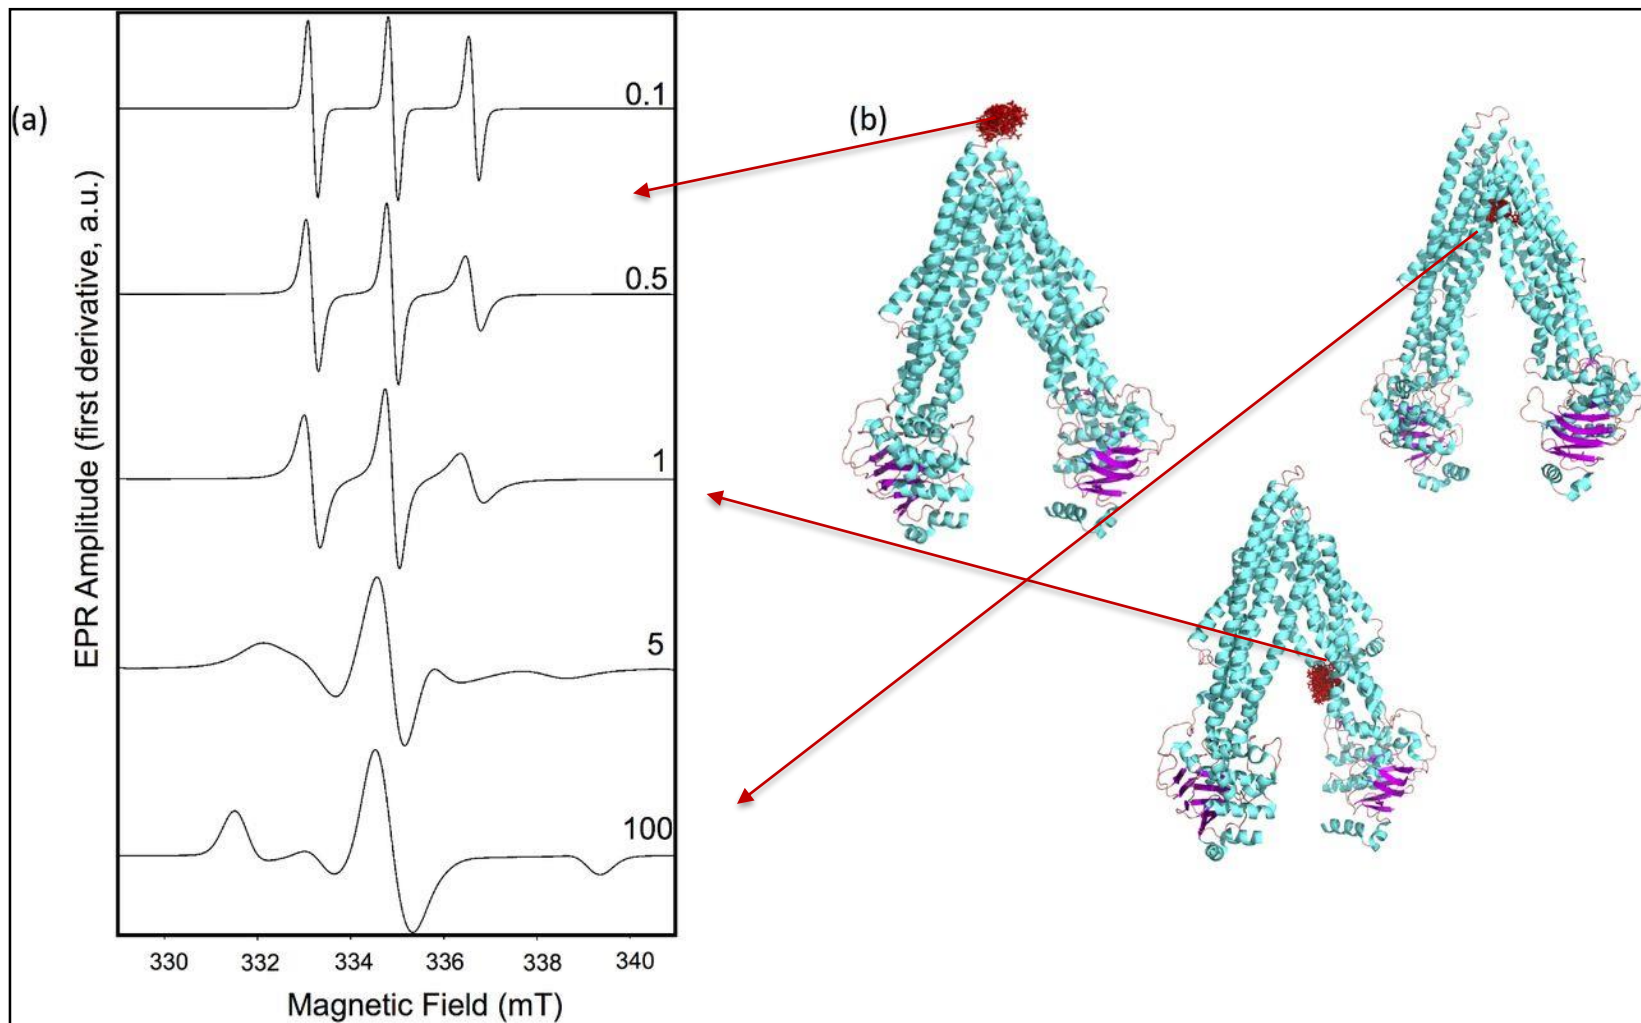 (a)
(b)
EPR Amplitude (first derivative, a.u.)
0.1
0.5
1
5
100
330 332 334 336 338 340
Magnetic Field (mT)